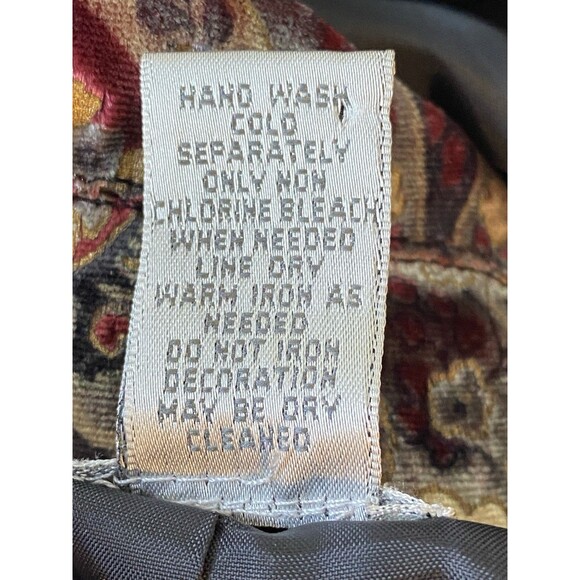 HAND WASH
COLD
SEPARATELY
ONLY NON
CHLORINE BLEACH
WHEN NEEDED
LINE DRY
WARM IRON AS
NEEDED
DO NOT IRON
DECORATION
MAY BE DRY
CLEANED